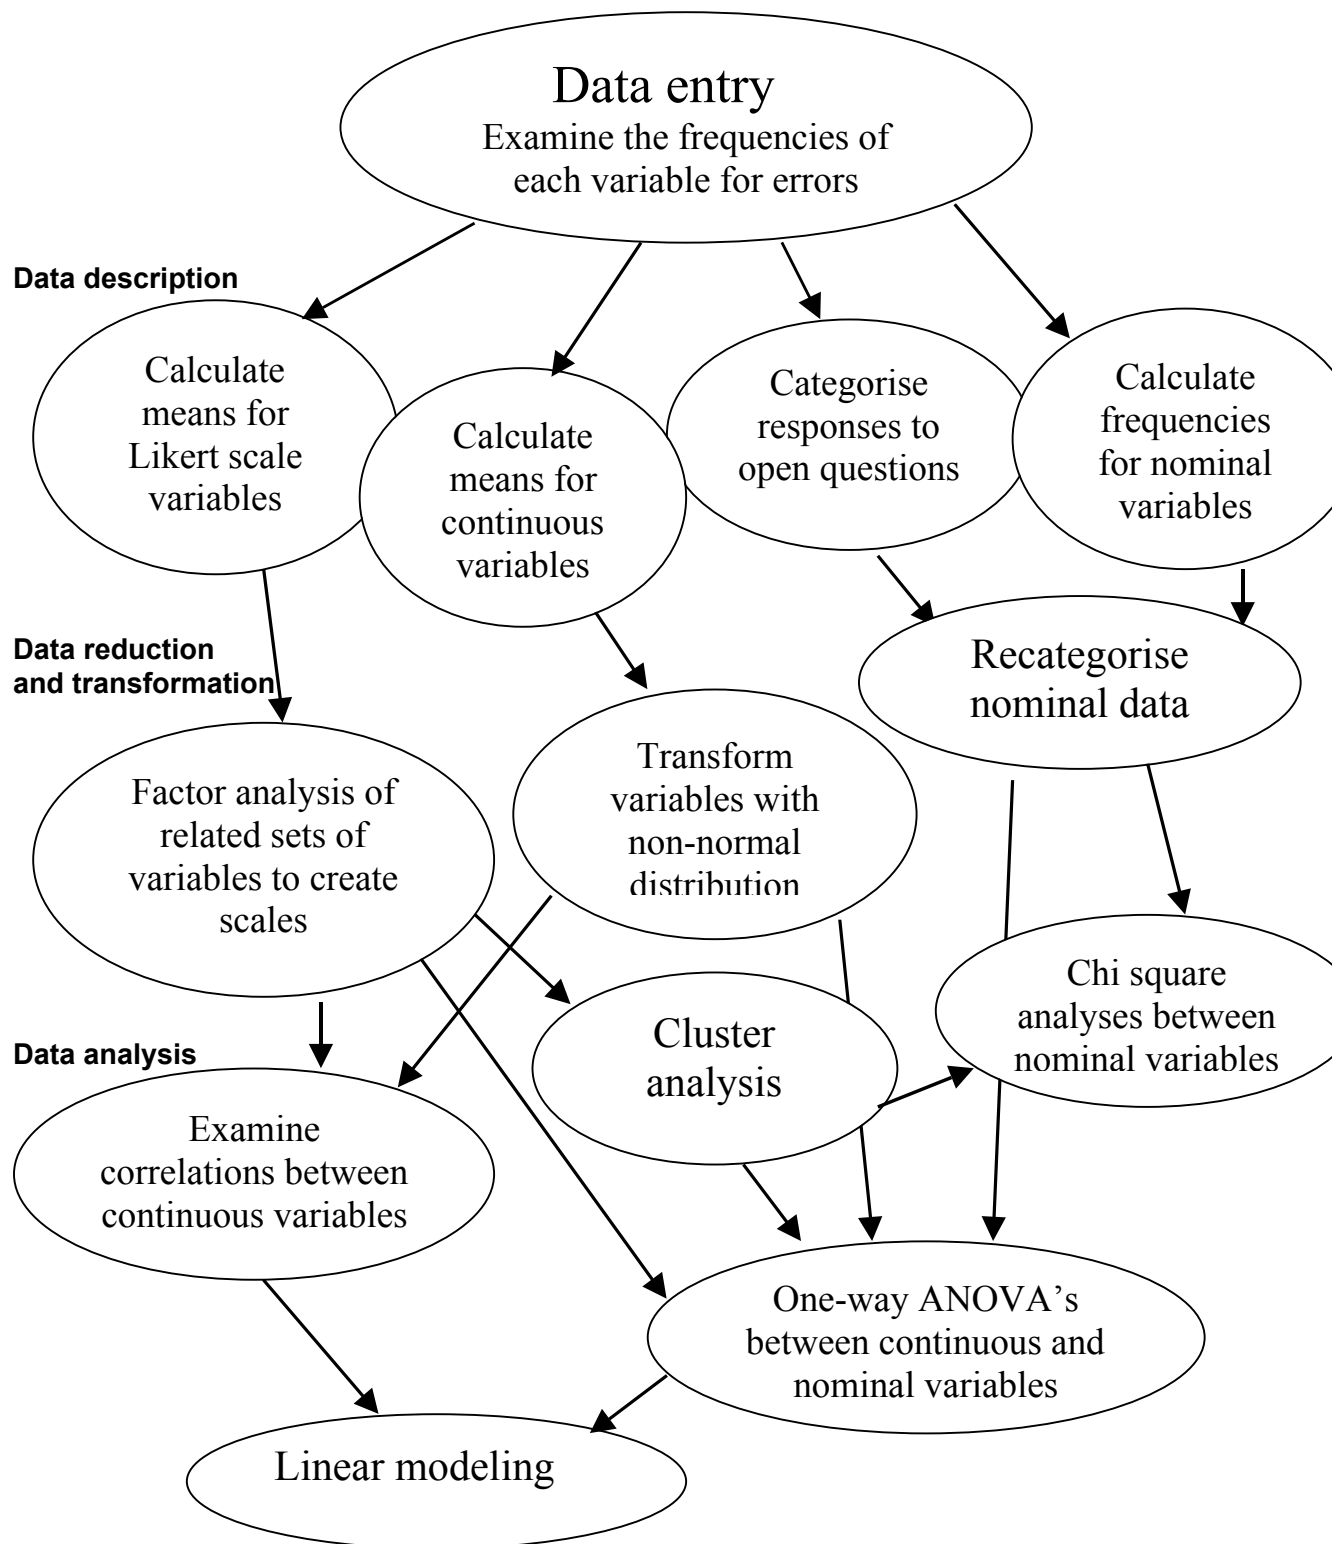 Data entry
Examine the frequencies of
each variable for errors
Data description
Calculate
means for
Likert scale
variables
Calculate
means for
continuous
variables
Categorise
responses to
open questions
Calculate
frequencies
for nominal
variables
Data reduction
and transformation
Recategorise
nominal data
Factor analysis of
related sets of
variables to create
scales
Transform
variables with
non-normal
distribution
Data analysis
Cluster
analysis
Chi square
analyses between
nominal variables
Examine
correlations between
continuous variables
One-way ANOVA’s
between continuous and
nominal variables
Linear modeling